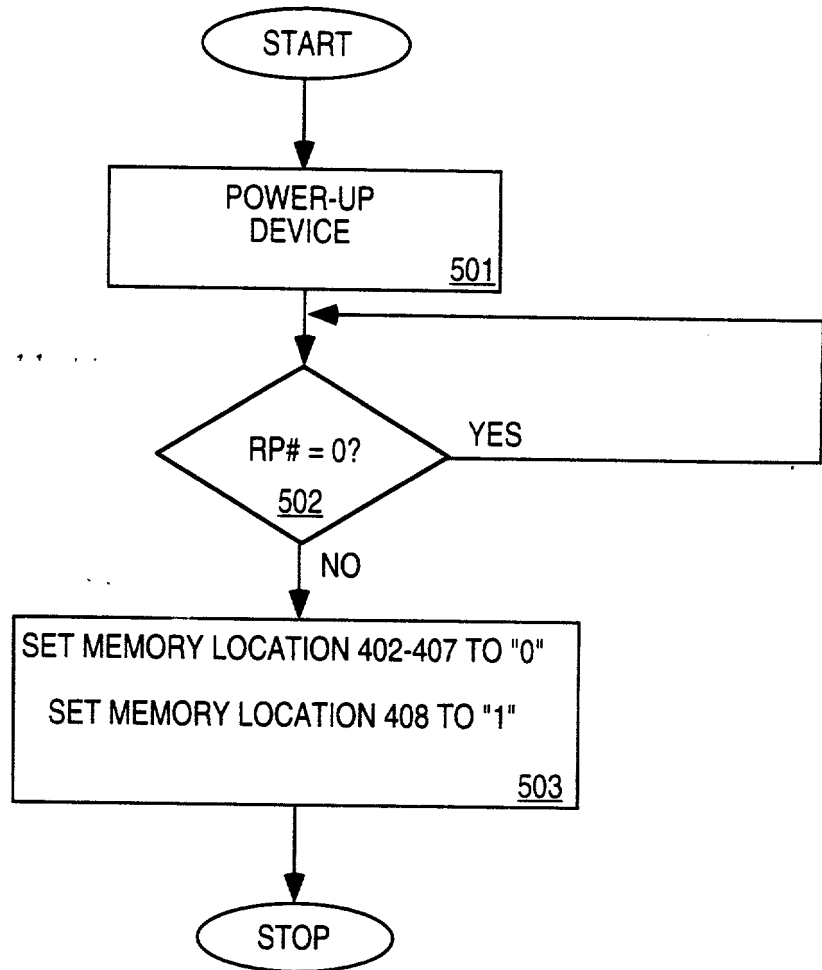 START
POWER-UP
DEVICE
501
RP# = 0?
YES
502
NO
SET MEMORY LOCATION 402-407 TO "0"
SET MEMORY LOCATION 408 TO "1"
503
STOP